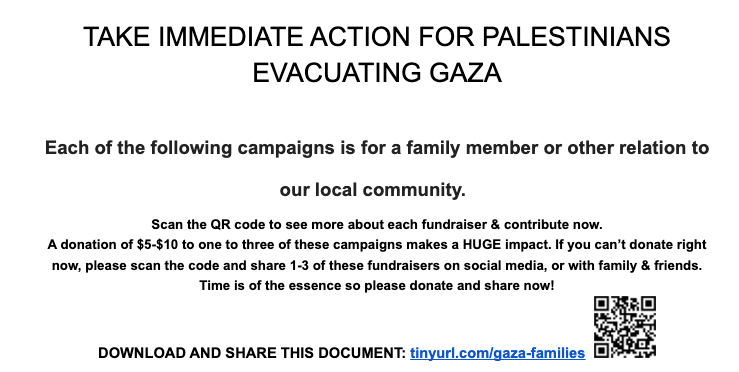 TAKE IMMEDIATE ACTION FOR PALESTINIANS
EVACUATING GAZA
Each of the following campaigns is for a family member or other relation to
our local community.
Scan the QR code to see more about each fundraiser & contribute now.
A donation of $5-$10 to one to three of these campaigns makes a HUGE impact. If you can’t donate right
now, please scan the code and share 1-3 of these fundraisers on social media, or with family & friends.
Time is of the essence so please donate and share now!
DOWNLOAD AND SHARE THIS DOCUMENT: tinyurl.com/gaza-families